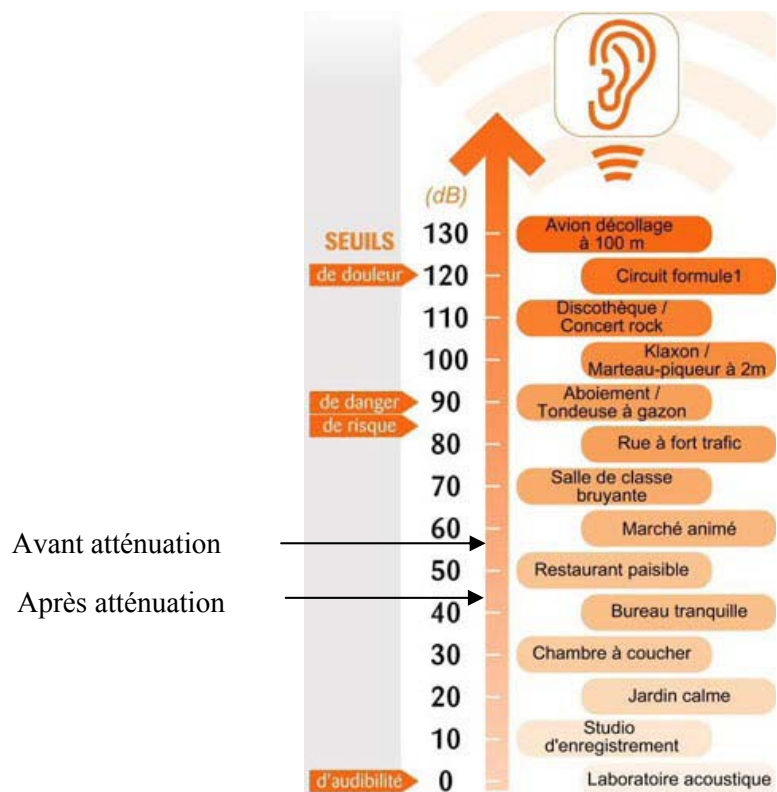 (dB)
SEUILS
130
Avion décollage
à 100 m
de douleur
120
Circuit formule1
110
Discothèque /
Concert rock
100
Klaxon /
Marteau-piqueur à 2m
de danger
90
Aboiement /
Tondeuse à gazon
de risque
80
Rue à fort trafic
70
Salle de classe
bruyante
Avant atténuation
60
Marché animé
50
Restaurant paisible
Après atténuation
40
Bureau tranquille
30
Chambre à coucher
20
Jardin calme
10
Studio
d'enregistrement
d'audibilité
0
Laboratoire acoustique